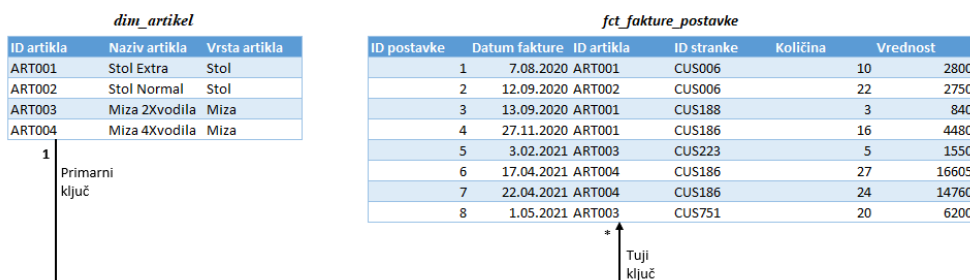 dim_artikel
ID artikla Naziv artikla Vrsta artikla
ART001 Stol Extra Stol
ART002 Stol Normal Stol
ART003 Miza 2Xvodila Miza
ART004 Miza 4Xvodila Miza
1
Primarni
ključ
fct_fakture_postavke
ID postavke Datum fakture ID artikla ID stranke Količina Vrednost
1 7.08.2020 ART001 CUS006 10 2800
2 12.09.2020 ART002 CUS006 22 2750
3 13.09.2020 ART001 CUS188 3 840
4 27.11.2020 ART001 CUS186 16 4480
5 3.02.2021 ART003 CUS223 5 1550
6 17.04.2021 ART004 CUS186 27 16605
7 22.04.2021 ART004 CUS186 24 14760
8 1.05.2021 ART003 CUS751 20 6200
*
Tuji
ključ